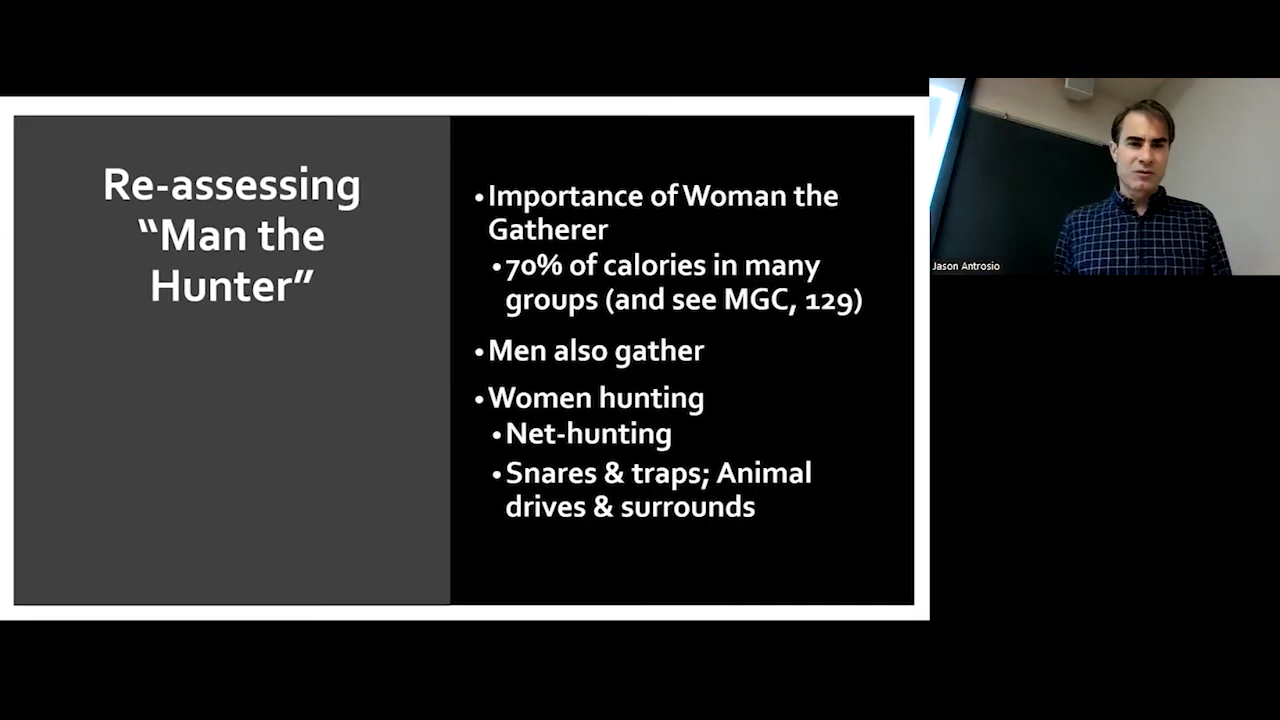 Re-assessing
“Man the
Hunter”
•Importance of Woman the
Gatherer
•70% of calories in many
groups (and see MGC, 129)
•Men also gather
•Women hunting
•Net-hunting
•Snares & traps; Animal
drives & surrounds
Jason Antrosio